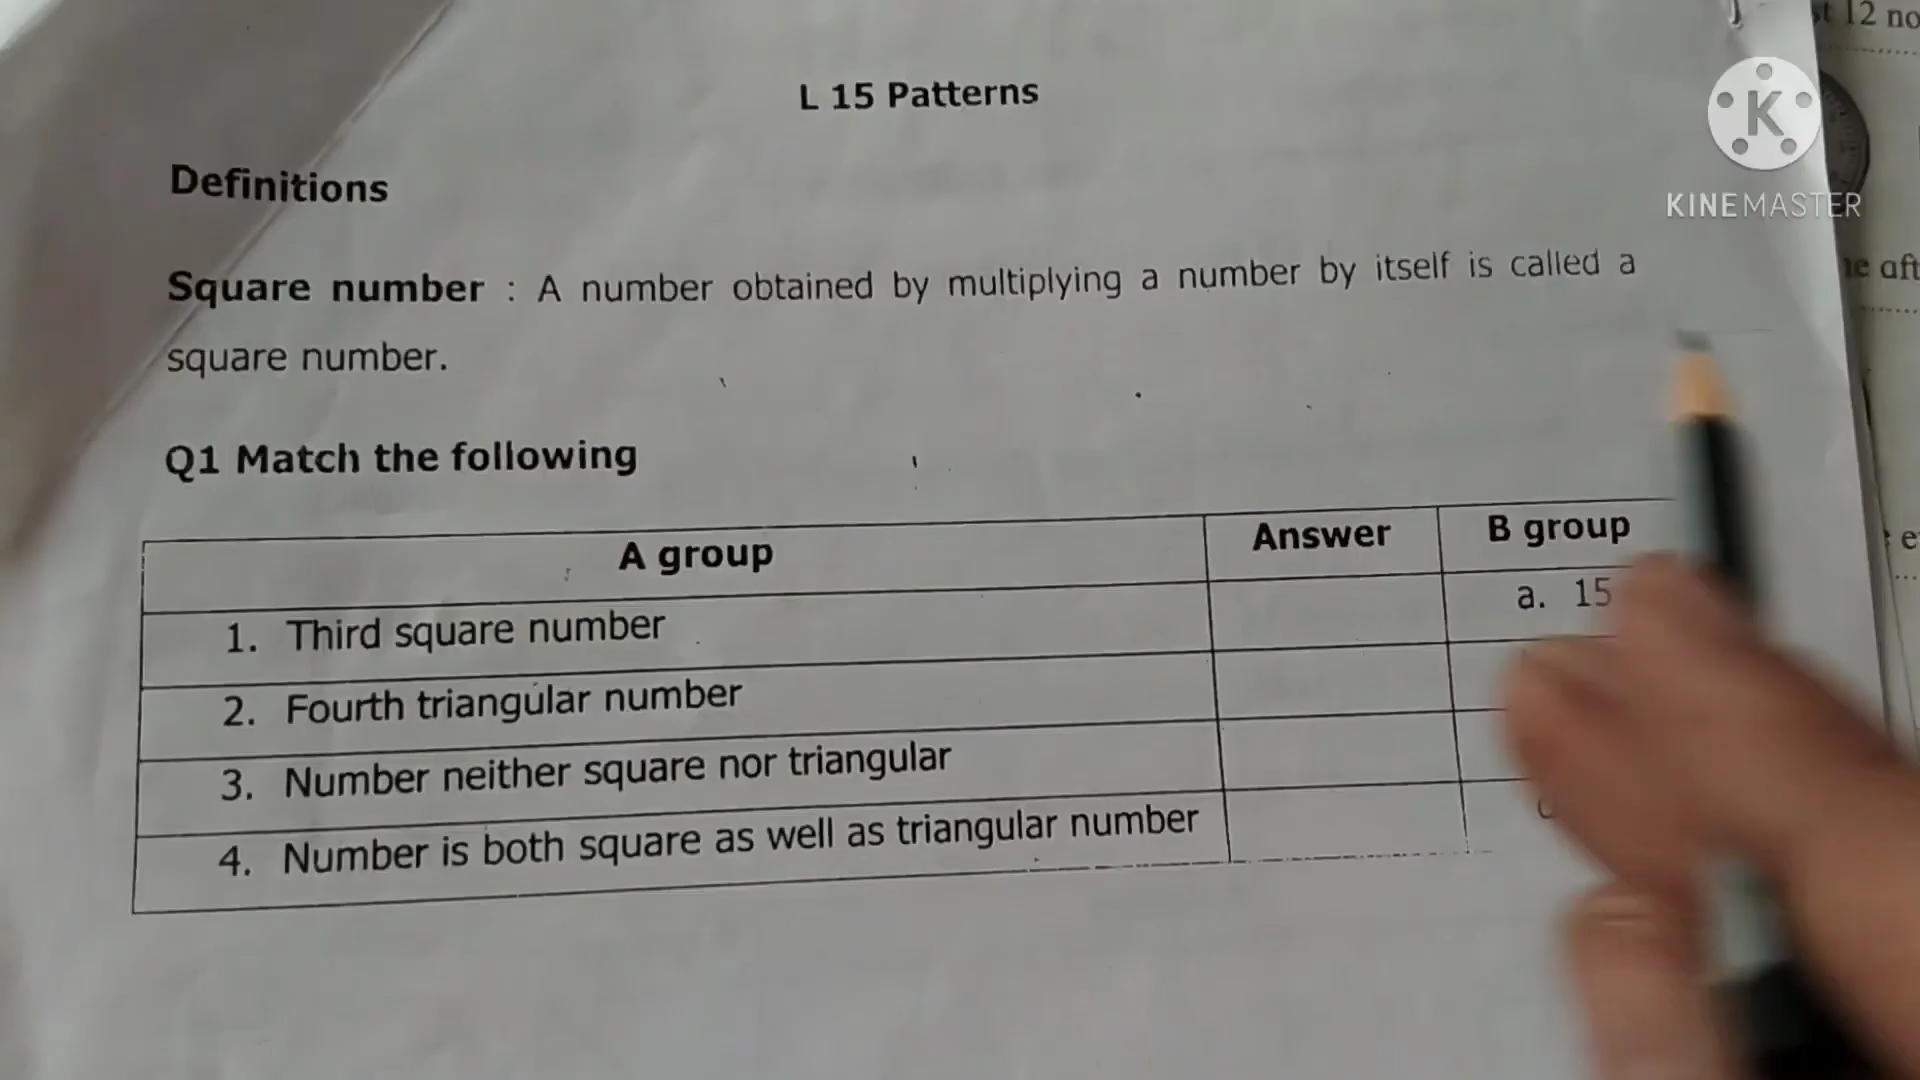 L 15 Patterns
st 12 no
KINEMASTER
Definitions
Square number : A number obtained by multiplying a number by itself is called a
square number.
Q1 Match the following
A group Answer B group
1. Third square number a. 15
2. Fourth triangular number
3. Number neither square nor triangular
4. Number is both square as well as triangular number